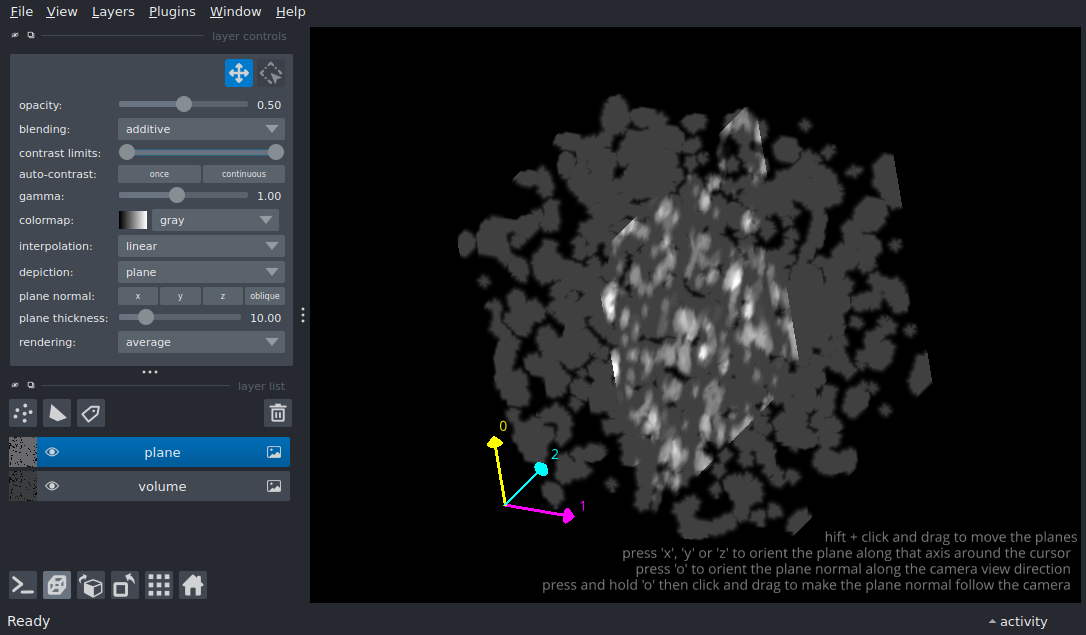 File View Layers Plugins Window Help
layer controls
opacity: 0.50
blending: additive
contrast limits:
auto-contrast: once continuous
gamma: 1.00
colormap: gray
interpolation: linear
depiction: plane
plane normal: x y z oblique
plane thickness: 10.00
rendering: average
layer list
plane
volume
0
2
1
hift + click and drag to move the planes
press 'x', 'y' or 'z' to orient the plane along that axis around the cursor
press 'o' to orient the plane normal along the camera view direction
press and hold 'o' then click and drag to make the plane normal follow the camera
Ready
activity